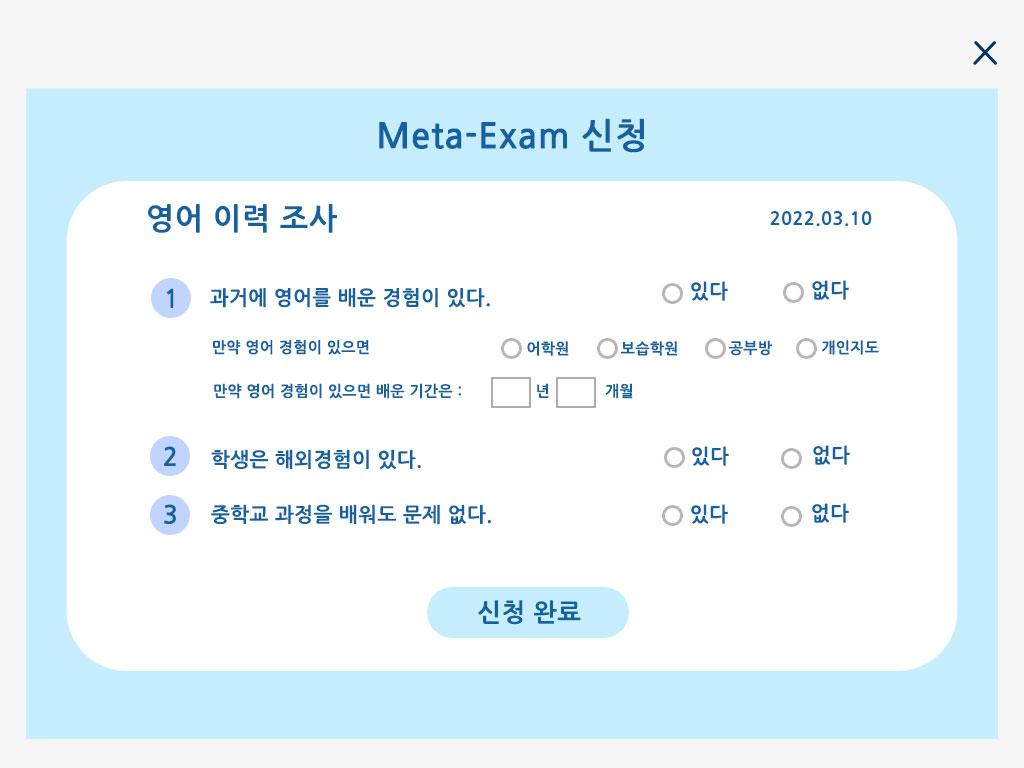 Meta-Exam 신청
영어 이력 조사 2022.03.10
1 과거에 영어를 배운 경험이 있다. 있다 없다
만약 영어 경험이 있으면 어학원 보습학원 공부방 개인지도
만약 영어 경험이 있으면 배운 기간은 : 년 개월
2 학생은 해외경험이 있다. 있다 없다
3 중학교 과정을 배워도 문제 없다. 있다 없다
신청 완료